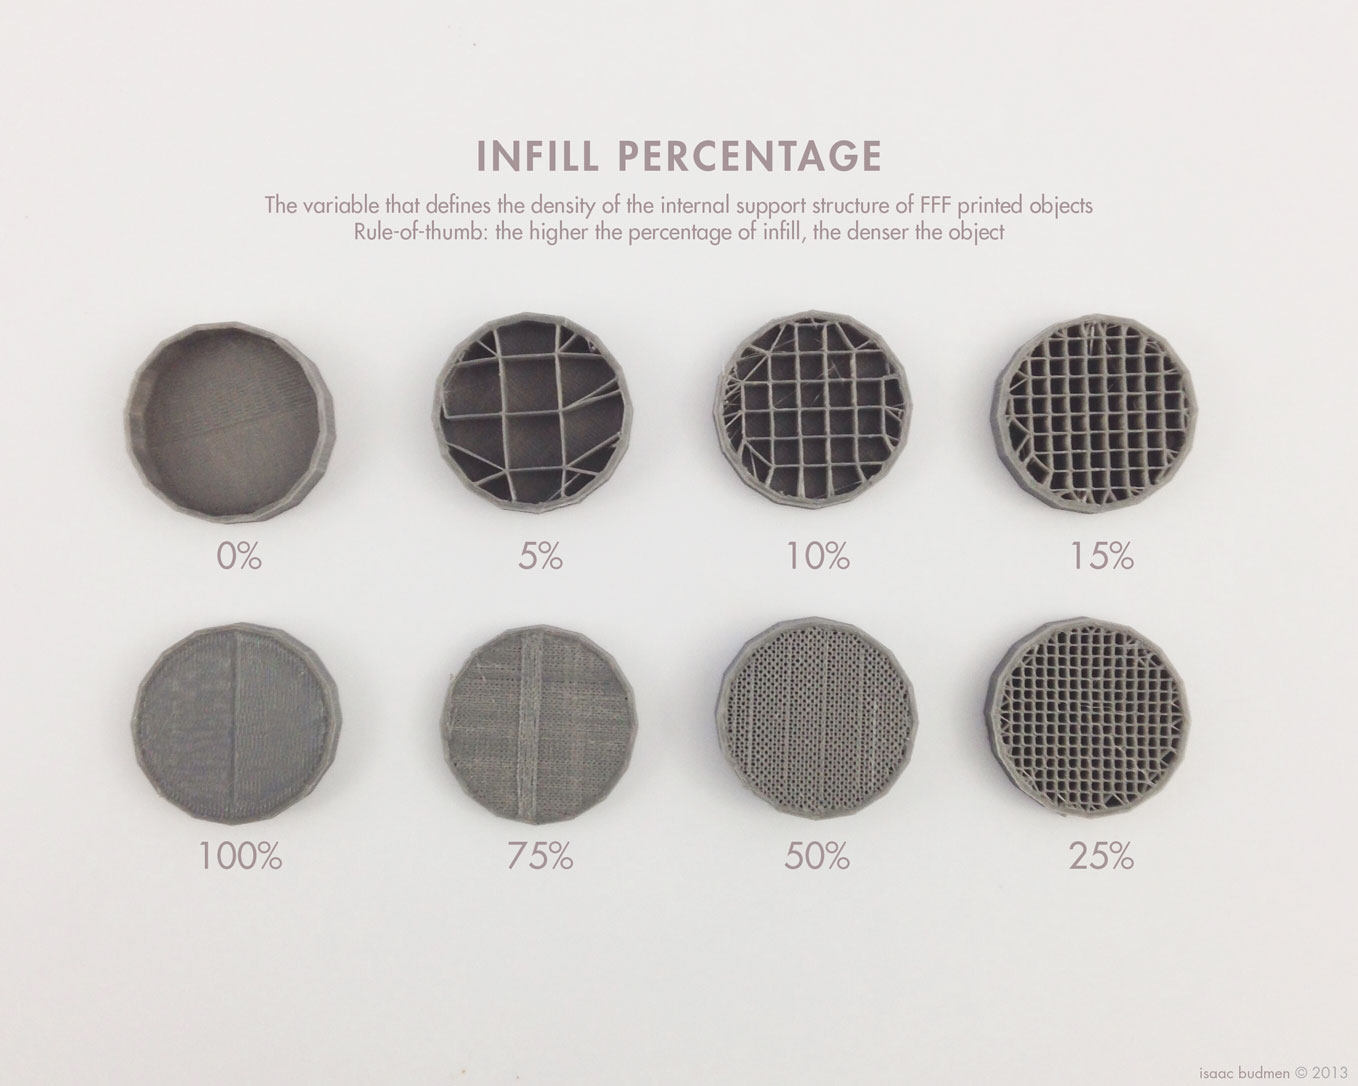 INFILL PERCENTAGE
The variable that defines the density of the internal support structure of FFF printed objects
Rule-of-thumb: the higher the percentage of infill, the denser the object
0%
5%
10%
15%
100%
75%
50%
25%
isaac budmen © 2013